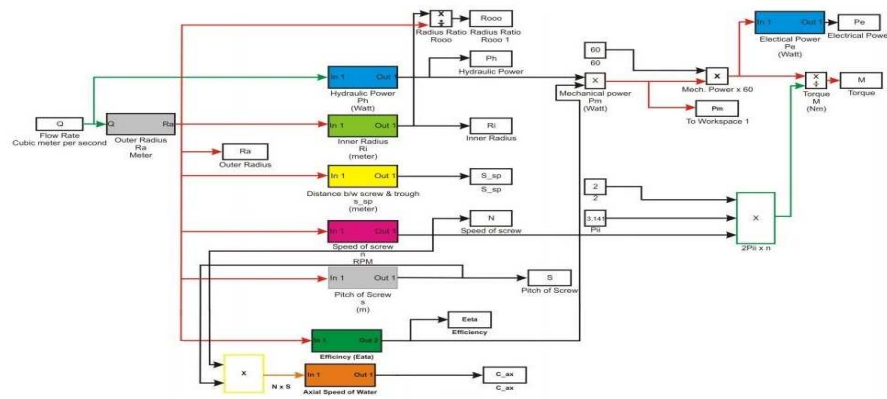 Rooo
Radius Ratio
Rooo
Radius Ratio
Rooo 1
In 1 Out 1
Electical Power
Pe
(Watt)
Pe
Electrical Powe
60
60
Ph
Hydraulic Power
In 1 Out 1
Hydraulic Power
Ph
(Watt)
X
Mechanical power
Pm
(Watt)
X
Mech. Power x 60
Torque
M
(Nm)
M
Torque
Pm
To Workspace 1
Q
Flow Rate
Cubic meter per second
Q Ra
Outer Radius
Ra
Meter
In 1 Out 1
Inner Radius
Ri
(meter)
Ri
Inner Radius
Ra
Outer Radius
In 1 Out 1
Distance b/w screw & trough
s_sp
(meter)
S_sp
S_sp
2
2
3,141
Pii
X
2Pii x n
N
Speed of screw
In 1 Out 1
Speed of screw
n
RPM
In 1 Out 1
Pitch of Screw
s
(m)
S
Pitch of Screw
Eeta
Efficiency
In 1 Out 2
Efficincy (Eata)
X
N x S
In 1 Out 1
Axial Speed of Water
C_ax
C_ax